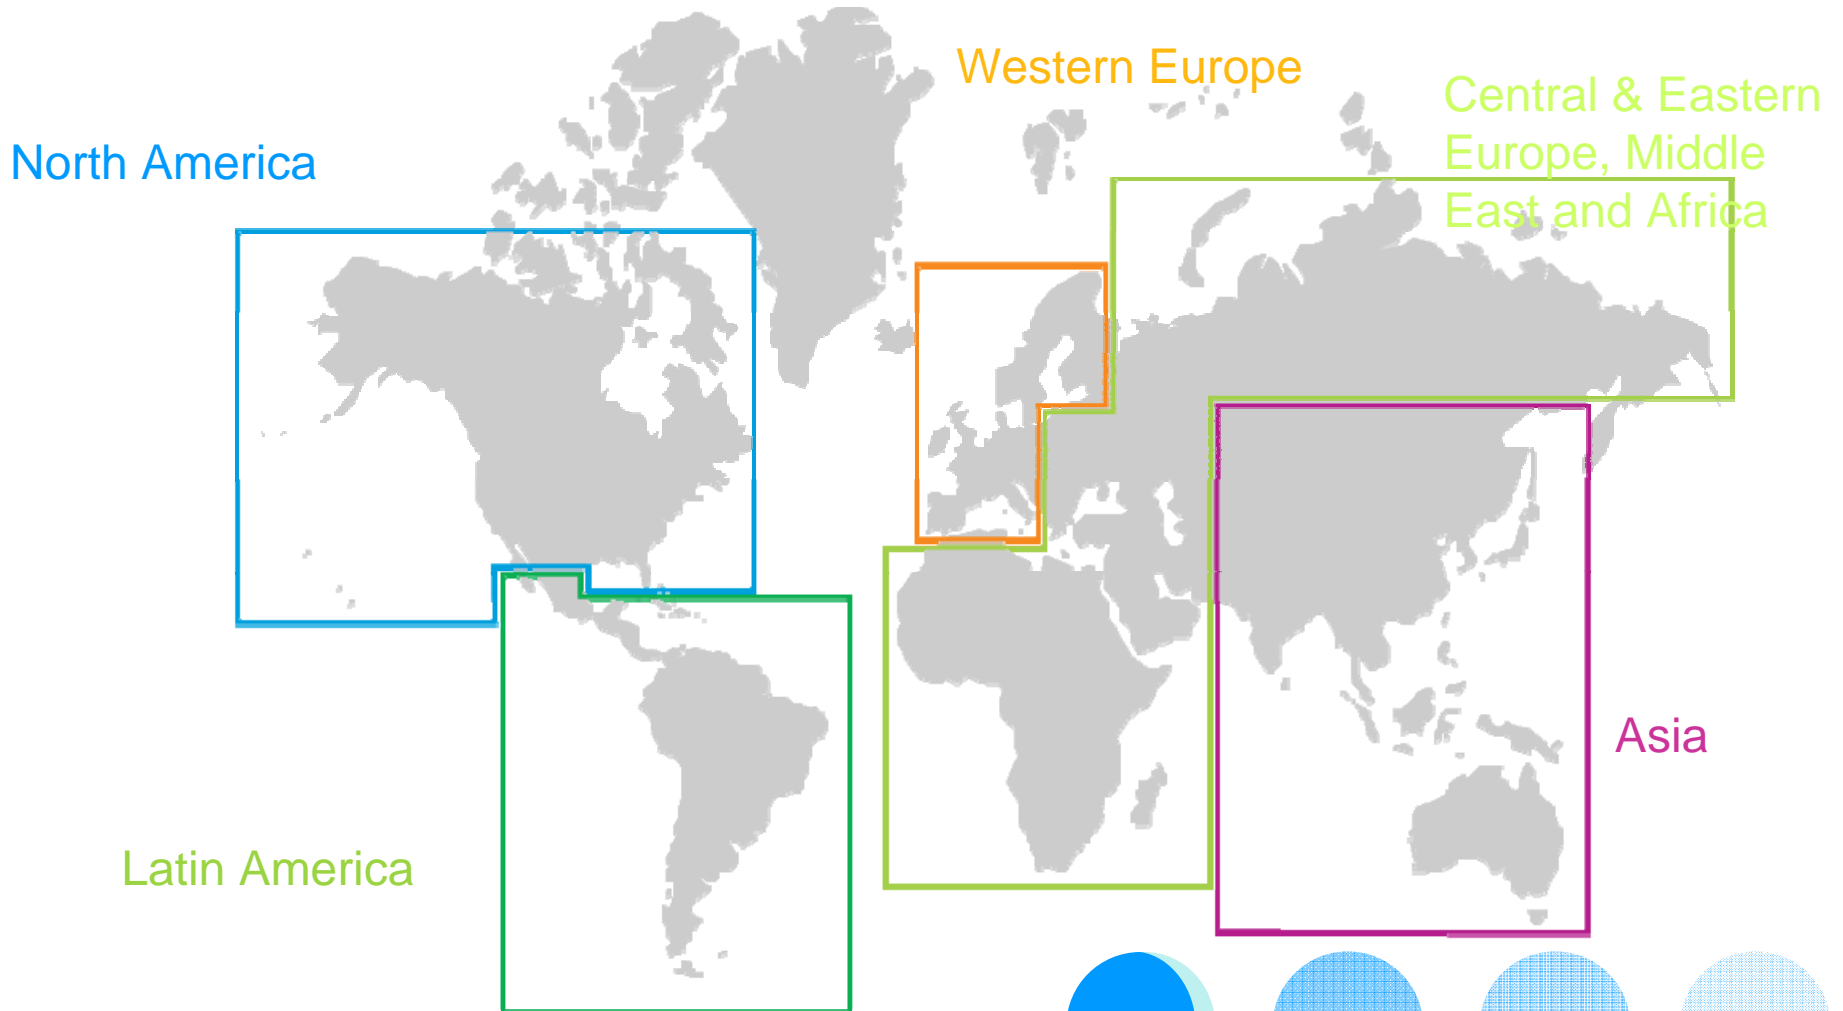 Western Europe
Central & Eastern
Europe, Middle
East and Africa
North America
Asia
Latin America